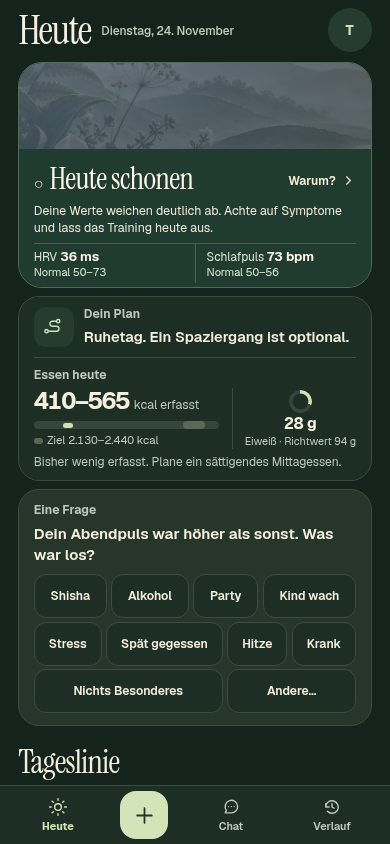 Heute Dienstag, 24. November T
Heute schonen Warum?
Deine Werte weichen deutlich ab. Achte auf Symptome
und lass das Training heute aus.
HRV 36 ms Schlafpuls 73 bpm
Normal 50–73 Normal 50–56
Dein Plan
Ruhetag. Ein Spaziergang ist optional.
Essen heute
410–565 kcal erfasst
28 g
Ziel 2.130–2.440 kcal Eiweiß · Richtwert 94 g
Bisher wenig erfasst. Plane ein sättigendes Mittagessen.
Eine Frage
Dein Abendpuls war höher als sonst. Was
war los?
Shisha Alkohol Party Kind wach
Stress Spät gegessen Hitze Krank
Nichts Besonderes Andere...
Tageslinie
Heute Chat Verlauf